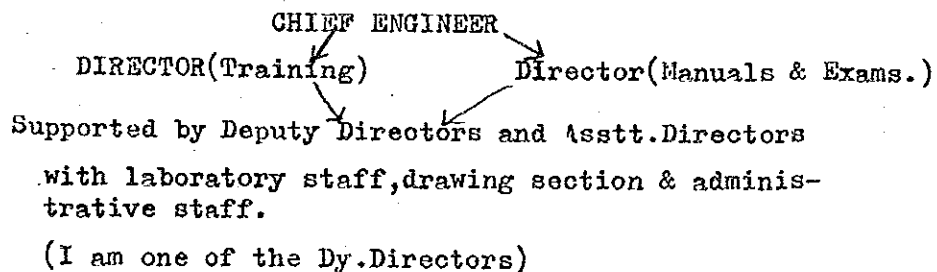 CHIEF ENGINEER
DIRECTOR(Training) Director(Manuals & Exams.)
Supported by Deputy Directors and Asstt.Directors
with laboratory staff,drawing section & adminis-
trative staff.
(I am one of the Dy.Directors)